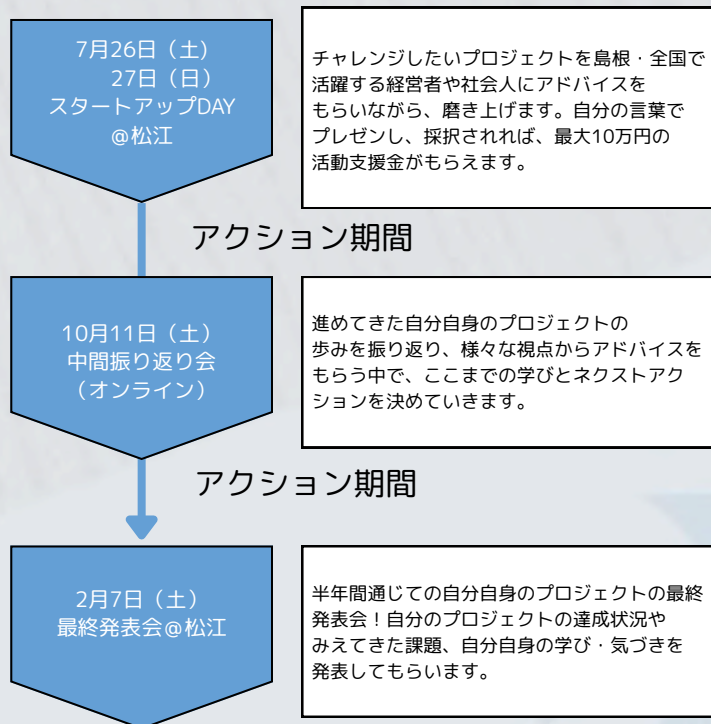 7月26日（土）
27日（日）
スタートアップDAY
@松江
チャレンジしたいプロジェクトを島根・全国で
活躍する経営者や社会人にアドバイスを
もらいながら、磨き上げます。自分の言葉で
プレゼンし、採択されれば、最大10万円の
活動支援金がもらえます。
アクション期間
10月11日（土）
中間振り返り会
（オンライン）
進めてきた自分自身のプロジェクトの
歩みを振り返り、様々な視点からアドバイスを
もらう中で、ここまでの学びとネクストアク
ションを決めていきます。
アクション期間
2月7日（土）
最終発表会@松江
半年間通じての自分自身のプロジェクトの最終
発表会！自分のプロジェクトの達成状況や
みえてきた課題、自分自身の学び・気づきを
発表してもらいます。